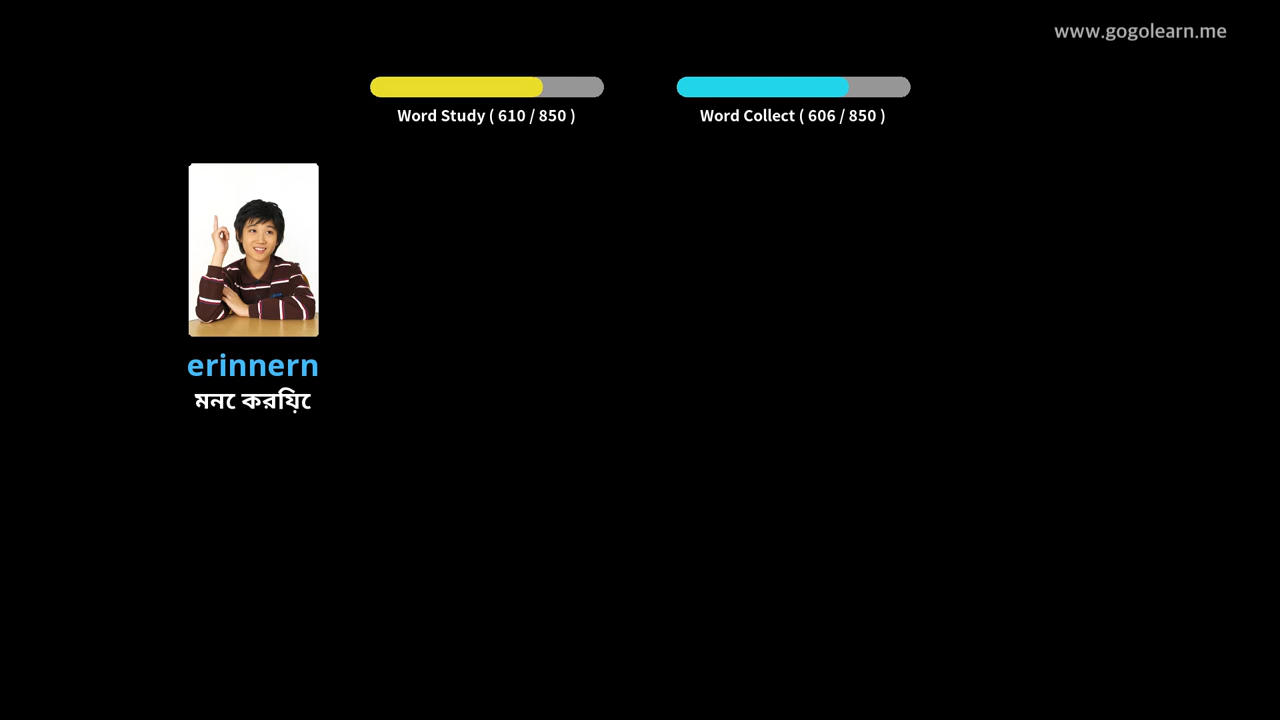 www.gogolearn.me
Word Study ( 610 / 850 )
Word Collect ( 606 / 850 )
erinnern
মনে করিয়ে